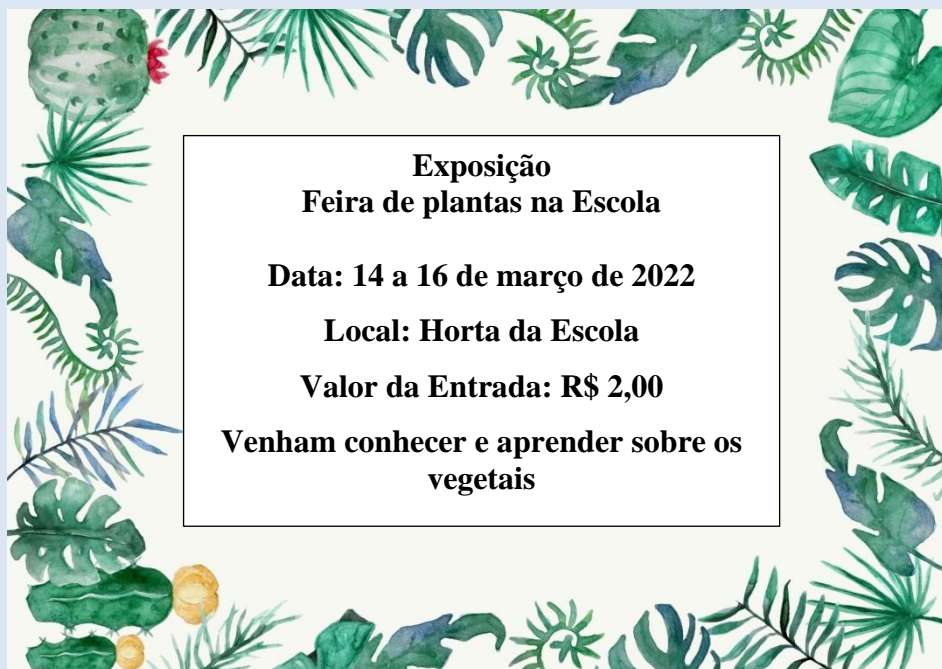 Exposição
Feira de plantas na Escola
Data: 14 a 16 de março de 2022
Local: Horta da Escola
Valor da Entrada: R$ 2,00
Venham conhecer e aprender sobre os
vegetais